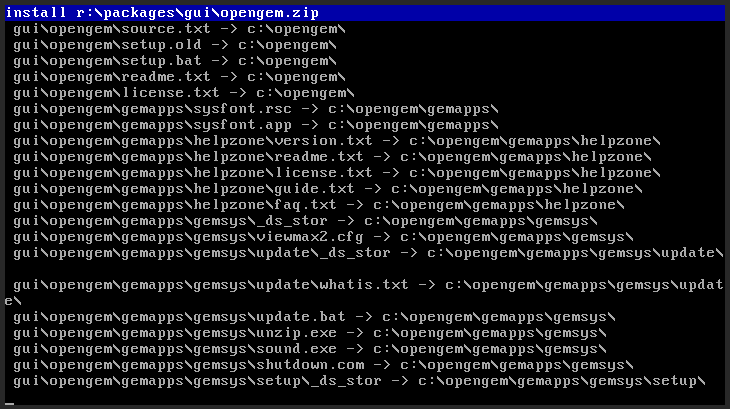 install r:\packages\gui\opengem.zip
gui\opengem\source.txt -> c:\opengem\
gui\opengem\setup.old -> c:\opengem\
gui\opengem\setup.bat -> c:\opengem\
gui\opengem\readme.txt -> c:\opengem\
gui\opengem\license.txt -> c:\opengem\
gui\opengem\gemapps\sysfont.rsc -> c:\opengem\gemapps\
gui\opengem\gemapps\sysfont.app -> c:\opengem\gemapps\
gui\opengem\gemapps\helpzone\version.txt -> c:\opengem\gemapps\helpzone\
gui\opengem\gemapps\helpzone\readme.txt -> c:\opengem\gemapps\helpzone\
gui\opengem\gemapps\helpzone\license.txt -> c:\opengem\gemapps\helpzone\
gui\opengem\gemapps\helpzone\guide.txt -> c:\opengem\gemapps\helpzone\
gui\opengem\gemapps\helpzone\faq.txt -> c:\opengem\gemapps\helpzone\
gui\opengem\gemapps\gemsys\_ds_stor -> c:\opengem\gemapps\gemsys\
gui\opengem\gemapps\gemsys\viewmax2.cfg -> c:\opengem\gemapps\gemsys\
gui\opengem\gemapps\gemsys\update\_ds_stor -> c:\opengem\gemapps\gemsys\update\
gui\opengem\gemapps\gemsys\update\whatis.txt -> c:\opengem\gemapps\gemsys\updat
e\
gui\opengem\gemapps\gemsys\update.bat -> c:\opengem\gemapps\gemsys\
gui\opengem\gemapps\gemsys\unzip.exe -> c:\opengem\gemapps\gemsys\
gui\opengem\gemapps\gemsys\sound.exe -> c:\opengem\gemapps\gemsys\
gui\opengem\gemapps\gemsys\shutdown.com -> c:\opengem\gemapps\gemsys\
gui\opengem\gemapps\gemsys\setup\_ds_stor -> c:\opengem\gemapps\gemsys\setup\
_